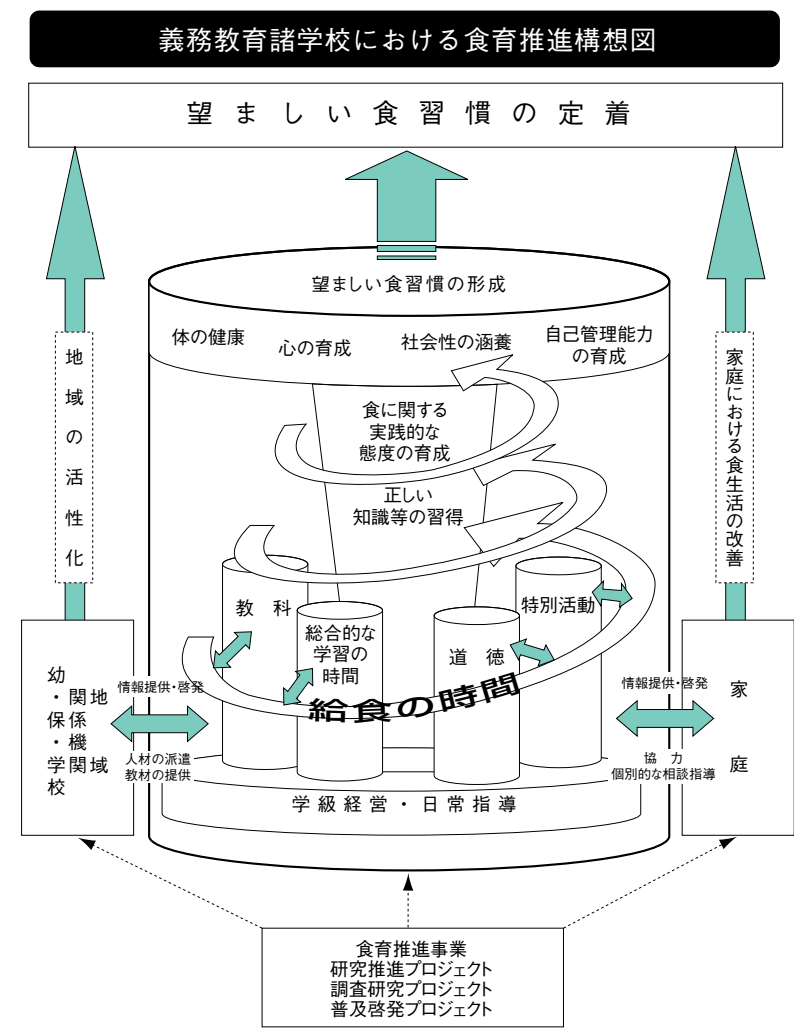 義務教育諸学校における食育推進構想図
望ましい食習慣の定着
望ましい食習慣の形成
体の健康
心の育成
社会性の涵養
自己管理能力
の育成
食に関する
実践的な
態度の育成
正しい
知識等の習得
地域の活性化
家庭における食生活の改善
教　科
総合的な
学習の
時間
道　徳
特別活動
給食の時間
学級経営・日常指導
地域
関係機関
幼・保・学校
情報提供・啓発
人材の派遣
教材の提供
情報提供・啓発
協　力
個別的な相談指導
家庭
食育推進事業
研究推進プロジェクト
調査研究プロジェクト
普及啓発プロジェクト